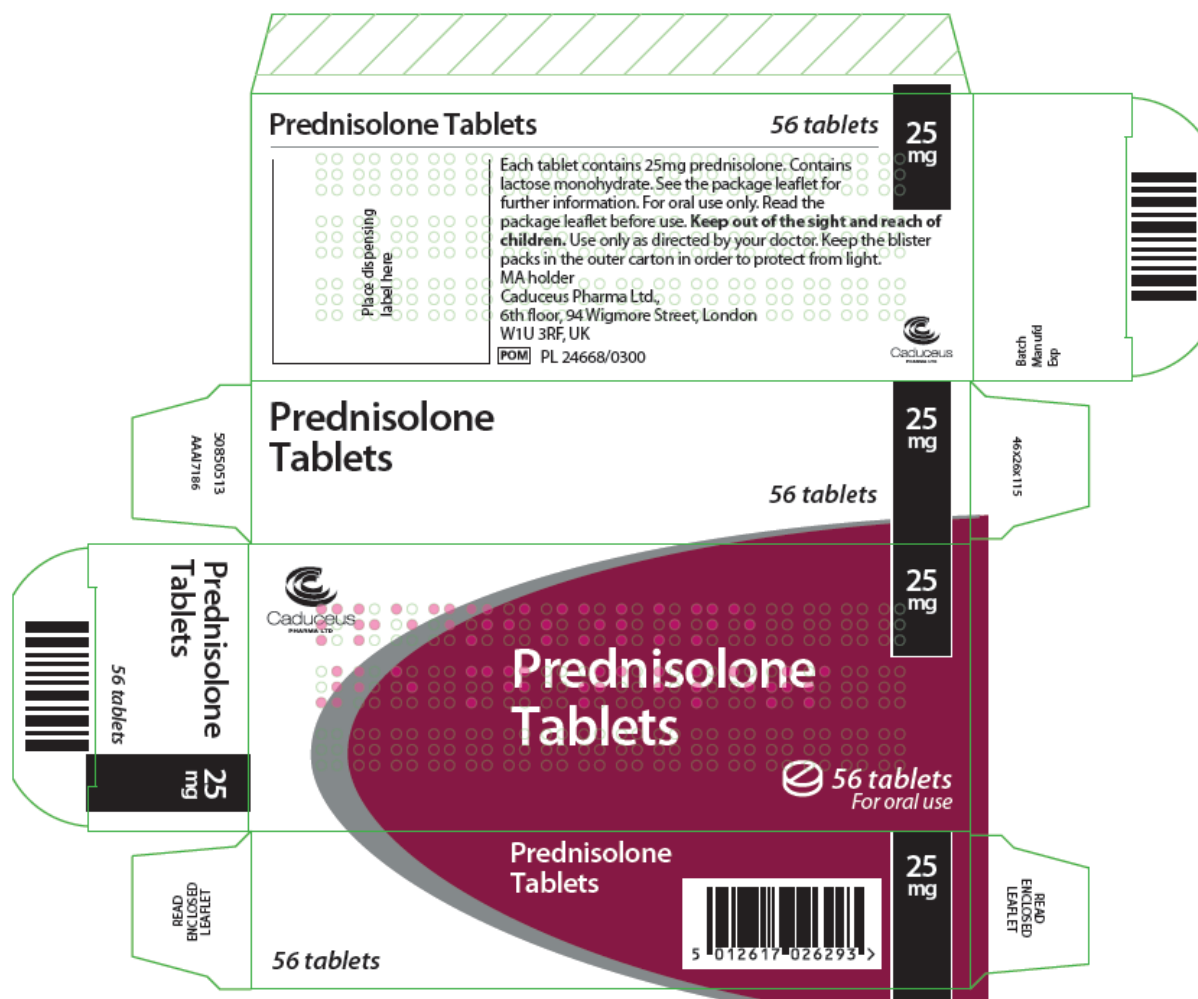 Prednisolone Tablets
56 tablets
25
mg
Each tablet contains 25mg prednisolone. Contains
lactose monohydrate. See the package leaflet for
further information. For oral use only. Read the
package leaflet before use. Keep out of the sight and reach of
children. Use only as directed by your doctor. Keep the blister
packs in the outer carton in order to protect from light.
MA holder
Caduceus Pharma Ltd.,
6th floor, 94 Wigmore Street, London
W1U 3RF, UK
POM PL 24668/0300
Place dispensing
label here
Caduceus
PHARMA LTD
Batch
Manufd
Exp
50850513
AAAI7186
Prednisolone
Tablets
56 tablets
25
mg
46x26x115
Prednisolone
Tablets
56 tablets
25
mg
Caduceus
PHARMA LTD
Prednisolone
Tablets
56 tablets
For oral use
25
mg
READ
ENCLOSED
LEAFLET
Prednisolone
Tablets
56 tablets
25
mg
5 012617 026293 >
READ
ENCLOSED
LEAFLET